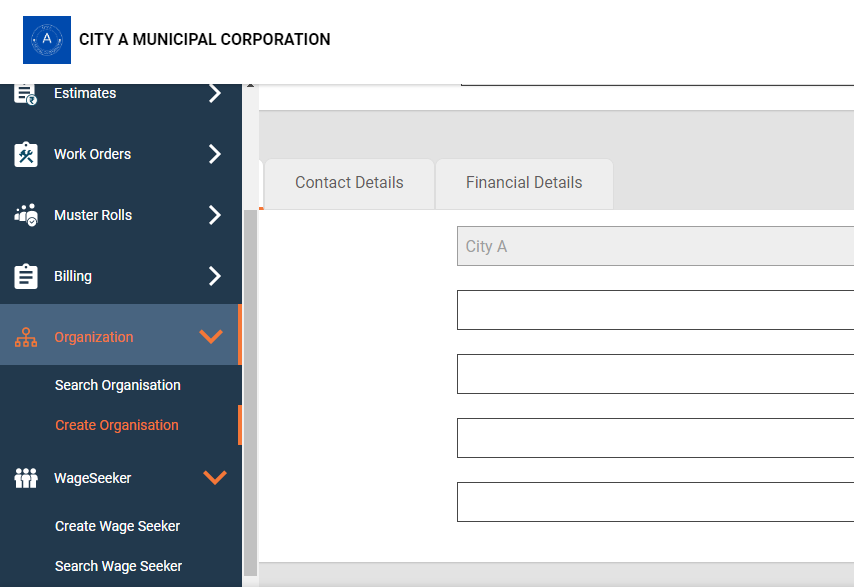 A
CITY A MUNICIPAL CORPORATION
Estimates
Work Orders
Muster Rolls
Billing
Organization
Search Organisation
Create Organisation
WageSeeker
Create Wage Seeker
Search Wage Seeker
Contact Details
Financial Details
City A